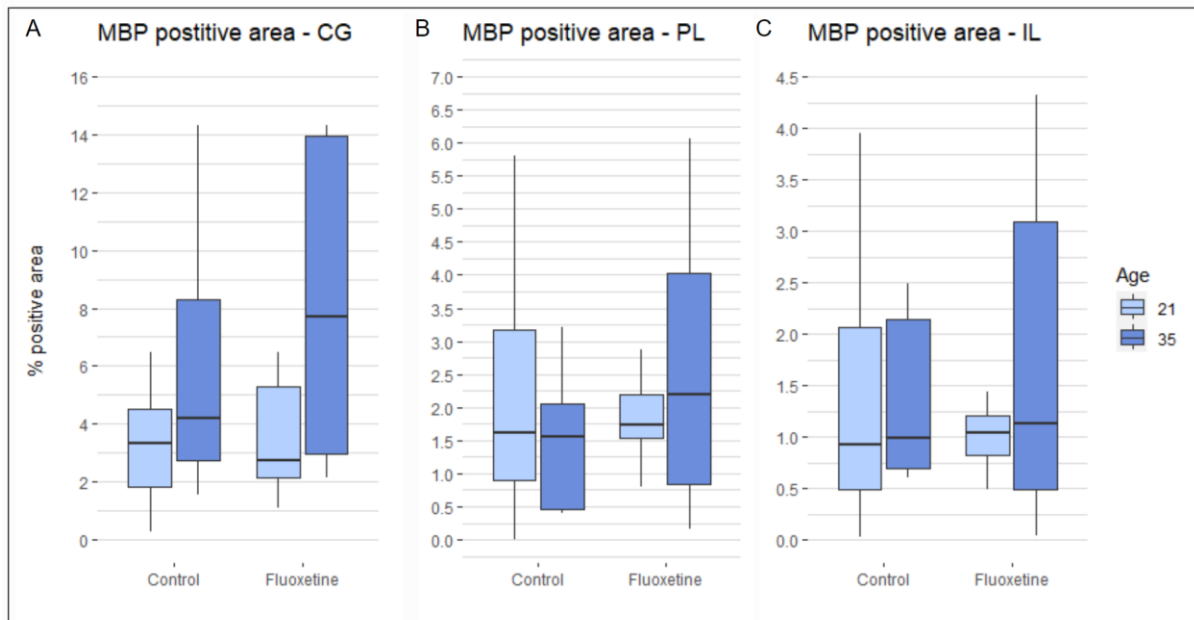 A
MBP postitive area - CG
% positive area
16
14
12
10
8
6
4
2
0
Control
Fluoxetine
B
MBP positive area - PL
7.0
6.5
6.0
5.5
5.0
4.5
4.0
3.5
3.0
2.5
2.0
1.5
1.0
0.5
0.0
Control
Fluoxetine
C
MBP positive area - IL
4.5
4.0
3.5
3.0
2.5
2.0
1.5
1.0
0.5
0.0
Control
Fluoxetine
Age
21
35